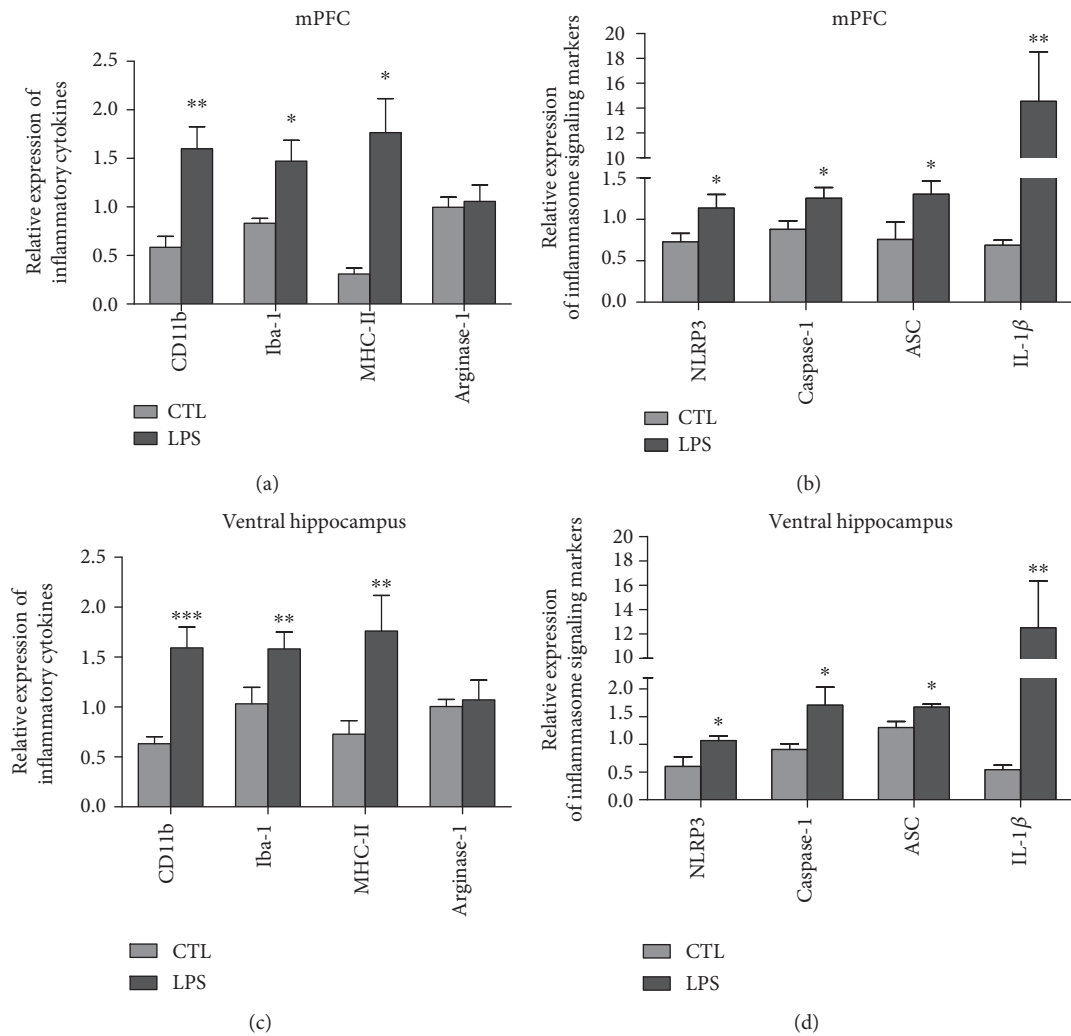 mPFC
Relative expression of
inflammatory cytokines
2.5
2.0
1.5
1.0
0.5
0.0
**
*
*
CD11b
Iba-1
MHC-II
Arginase-1
CTL
LPS
(a)
mPFC
Relative expression
of inflammasome signaling markers
20
18
16
14
12
10
1.5
1.0
0.5
0.0
*
*
*
**
NLRP3
Caspase-1
ASC
IL-1β
CTL
LPS
(b)
Ventral hippocampus
Relative expression of
inflammatory cytokines
2.5
2.0
1.5
1.0
0.5
0.0
***
**
**
CD11b
Iba-1
MHC-II
Arginase-1
CTL
LPS
(c)
Ventral hippocampus
Relative expression
of inflammasome signaling markers
20
18
16
14
12
10
2.0
1.5
1.0
0.5
0.0
*
*
*
**
NLRP3
Caspase-1
ASC
IL-1β
CTL
LPS
(d)